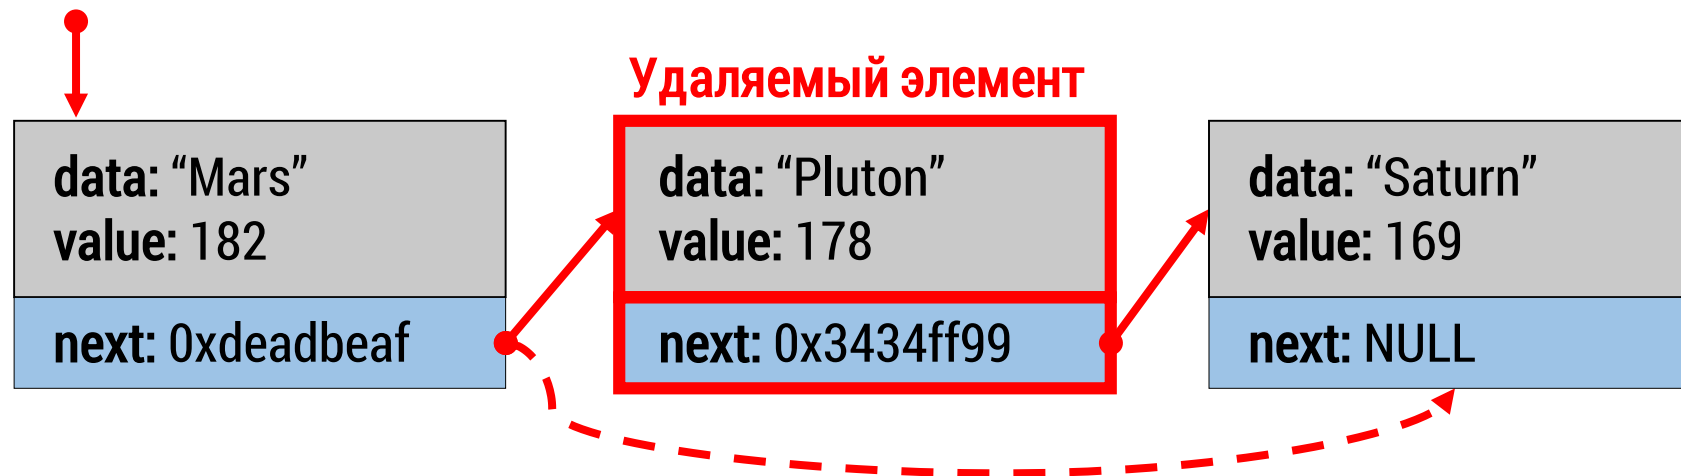 Удаляемый элемент
data: “Mars”
value: 182
next: 0xdeadbeaf
data: “Pluton”
value: 178
next: 0x3434ff99
data: “Saturn”
value: 169
next: NULL